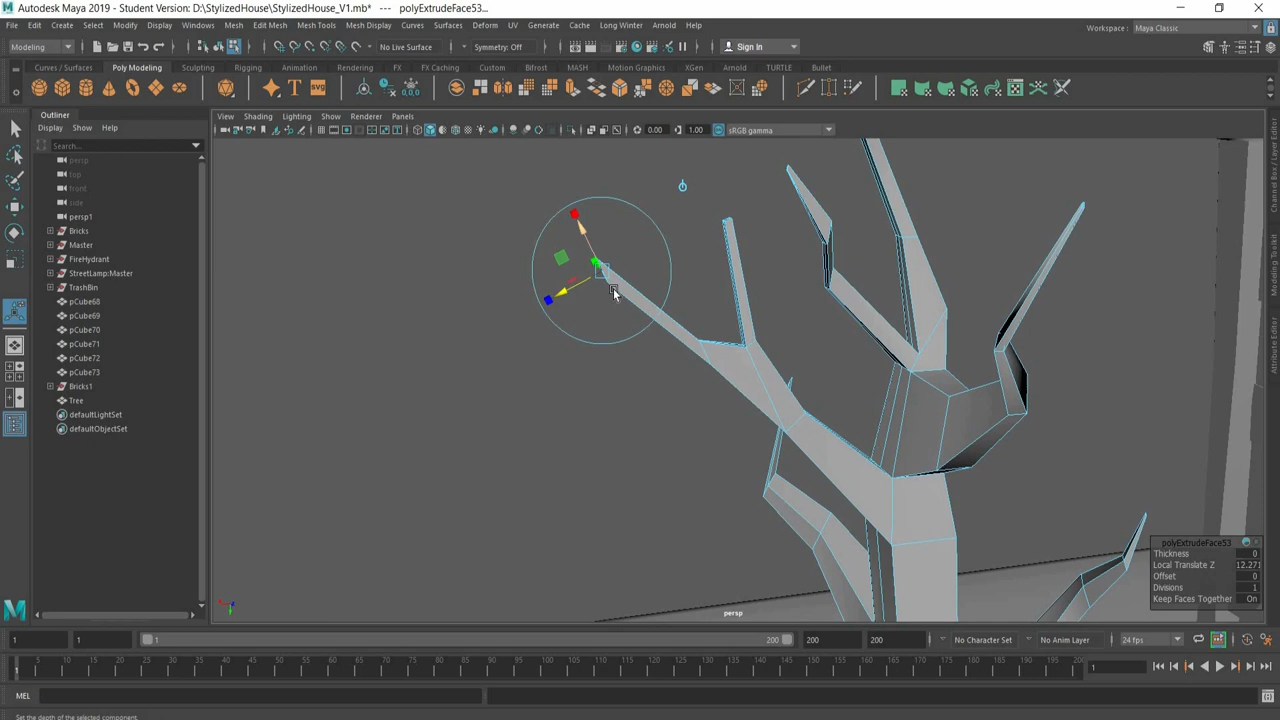 Autodesk Maya 2019 - Student Version: D:\StylizedHouse\StylizedHouse_V1.mb* --- polyExtrudeFace53...
File Edit Create Select Modify Display Windows Mesh Edit Mesh Mesh Tools Mesh Display Curves Surfaces Deform UV Generate Cache Long Winter Arnold Help
Workspace : Maya Classic
Modeling No Live Surface Symmetry: Off Sign In
Curves / Surfaces Poly Modeling Sculpting Rigging Animation Rendering FX FX Caching Custom Bifrost MASH Motion Graphics XGen Arnold TURTLE Bullet
Outliner
Display Show Help
Search...
persp
top
front
side
persp1
Bricks
Master
FireHydrant
StreetLamp:Master
TrashBin
pCube68
pCube69
pCube70
pCube71
pCube72
pCube73
Bricks1
Tree
defaultLightSet
defaultObjectSet
View Shading Lighting Show Renderer Panels
0.00 1.00 sRGB gamma
Channel Box / Layer Editor
Modeling Toolkit
Attribute Editor
polyExtrudeFace53
Thickness 0
Local Translate Z 12.271
Offset 0
Divisions 1
Keep Faces Together On
persp
1 1 1 200 200 200 No Character Set No Anim Layer 24 fps
5 10 15 20 25 30 35 40 45 50 55 60 65 70 75 80 85 90 95 100 105 110 115 120 125 130 135 140 145 150 155 160 165 170 175 180 185 190 195 200 1
MEL
Set the depth of the selected component.